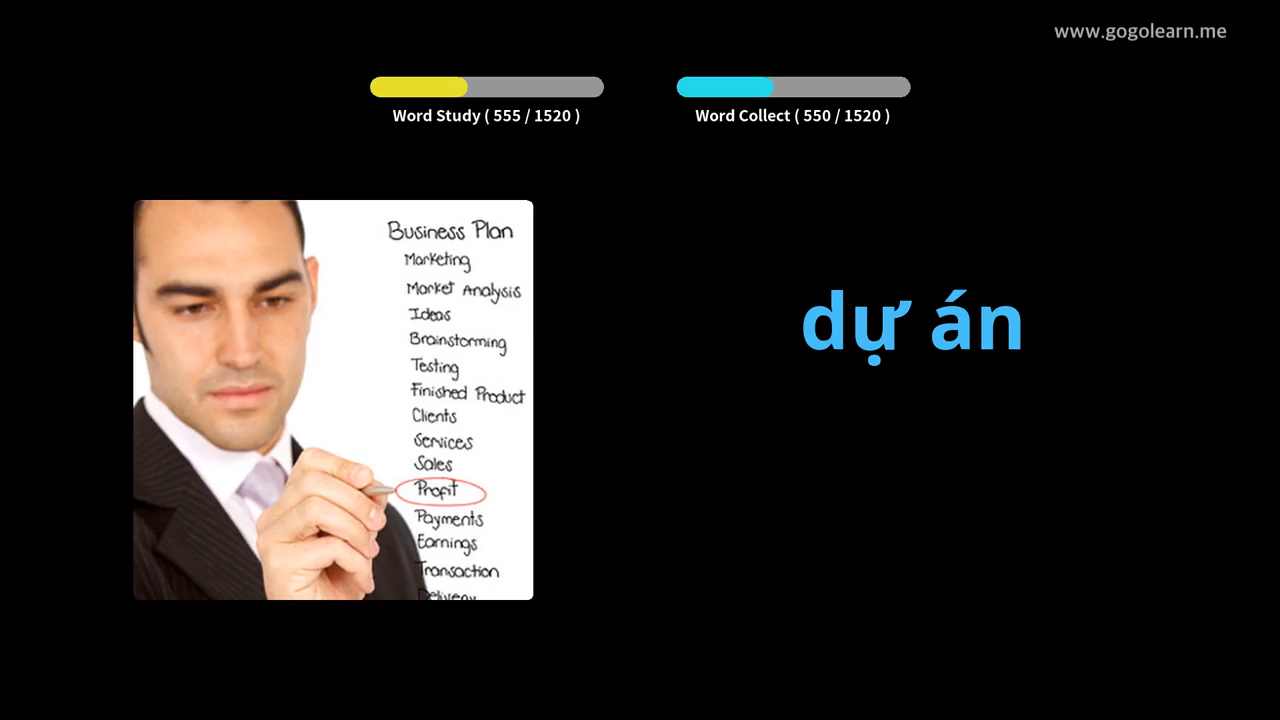 www.gogolearn.me
Word Study ( 555 / 1520 )
Word Collect ( 550 / 1520 )
Business Plan
Marketing
Market Analysis
Ideas
Brainstorming
Testing
Finished Product
Clients
Services
Sales
Profit
Payments
Earnings
Transaction
Delivery
dự án